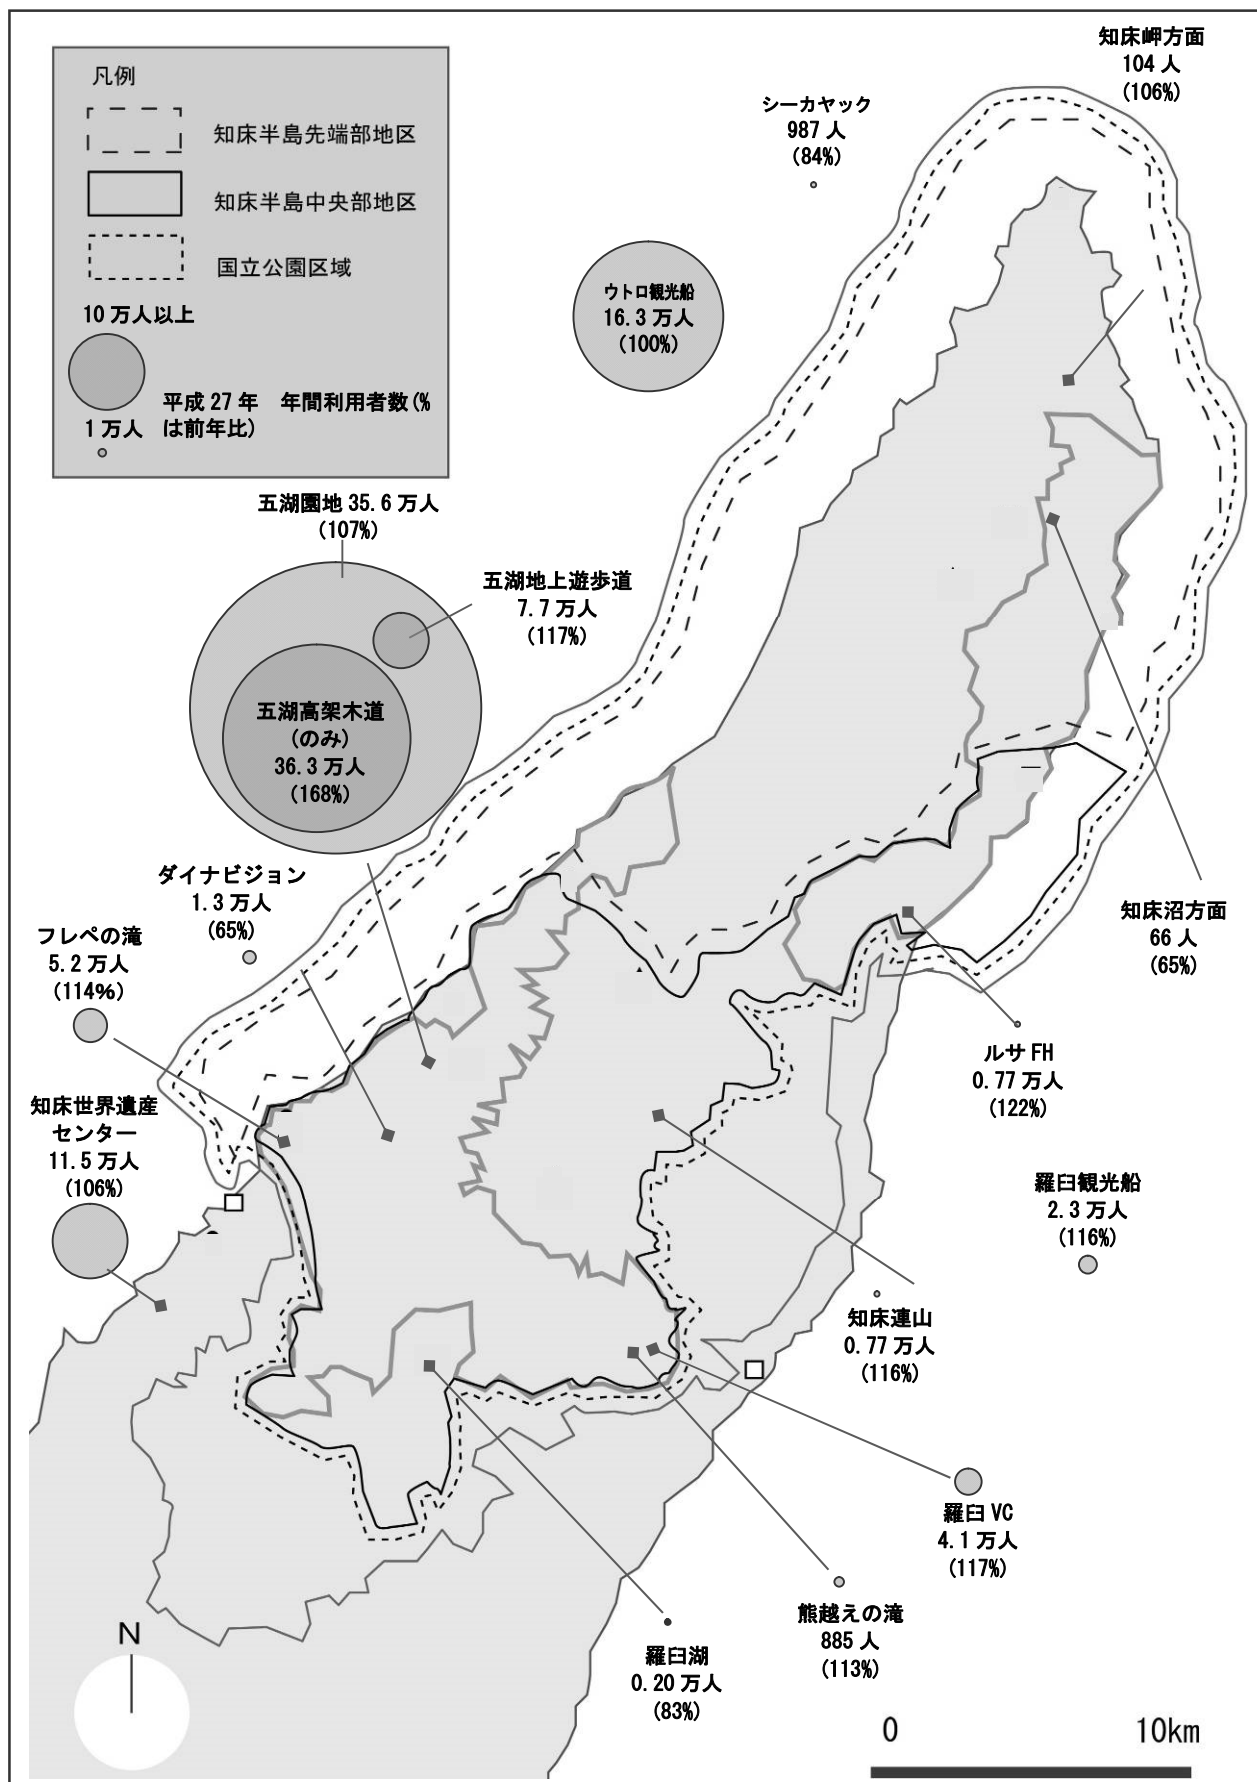 凡例
知床半島先端部地区
知床半島中央部地区
国立公園区域
10 万人以上
平成 27 年　年間利用者数(%
は前年比)
1 万人
知床岬方面
104 人
(106%)
シーカヤック
987 人
(84%)
ウトロ観光船
16.3 万人
(100%)
五湖園地 35.6 万人
(107%)
五湖地上遊歩道
7.7 万人
(117%)
五湖高架木道
(のみ)
36.3 万人
(168%)
ダイナビジョン
1.3 万人
(65%)
フレペの滝
5.2 万人
(114%)
知床世界遺産
センター
11.5 万人
(106%)
知床沼方面
66 人
(65%)
ルサ FH
0.77 万人
(122%)
羅臼観光船
2.3 万人
(116%)
知床連山
0.77 万人
(116%)
羅臼 VC
4.1 万人
(117%)
熊越えの滝
885 人
(113%)
羅臼湖
0.20 万人
(83%)
N
0
10km